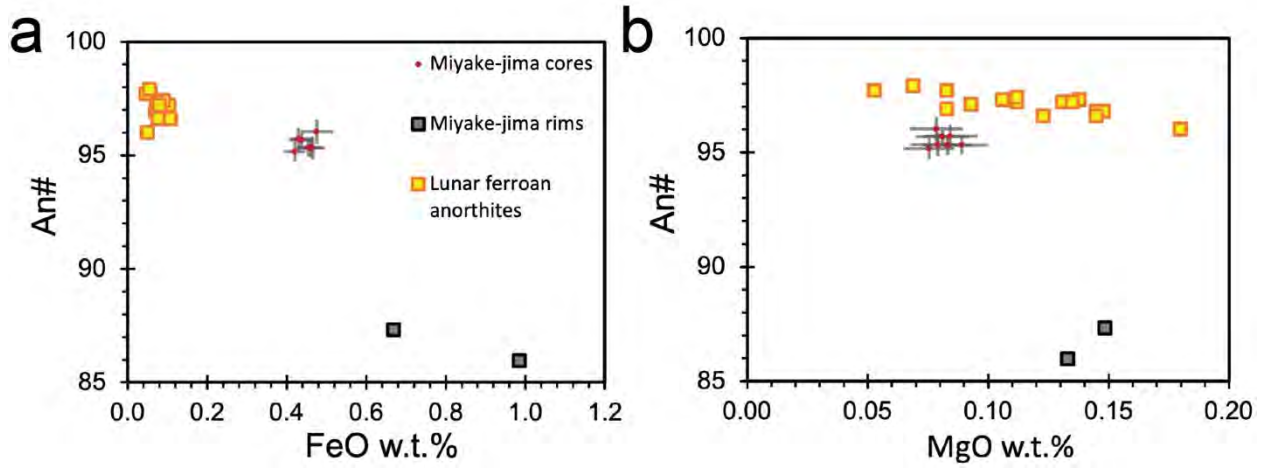 a
100
95
90
85
An#
0.0 0.2 0.4 0.6 0.8 1.0 1.2
FeO w.t.%
Miyake-jima cores
Miyake-jima rims
Lunar ferroan
anorthites
b
100
95
90
85
An#
0.00 0.05 0.10 0.15 0.20
MgO w.t.%